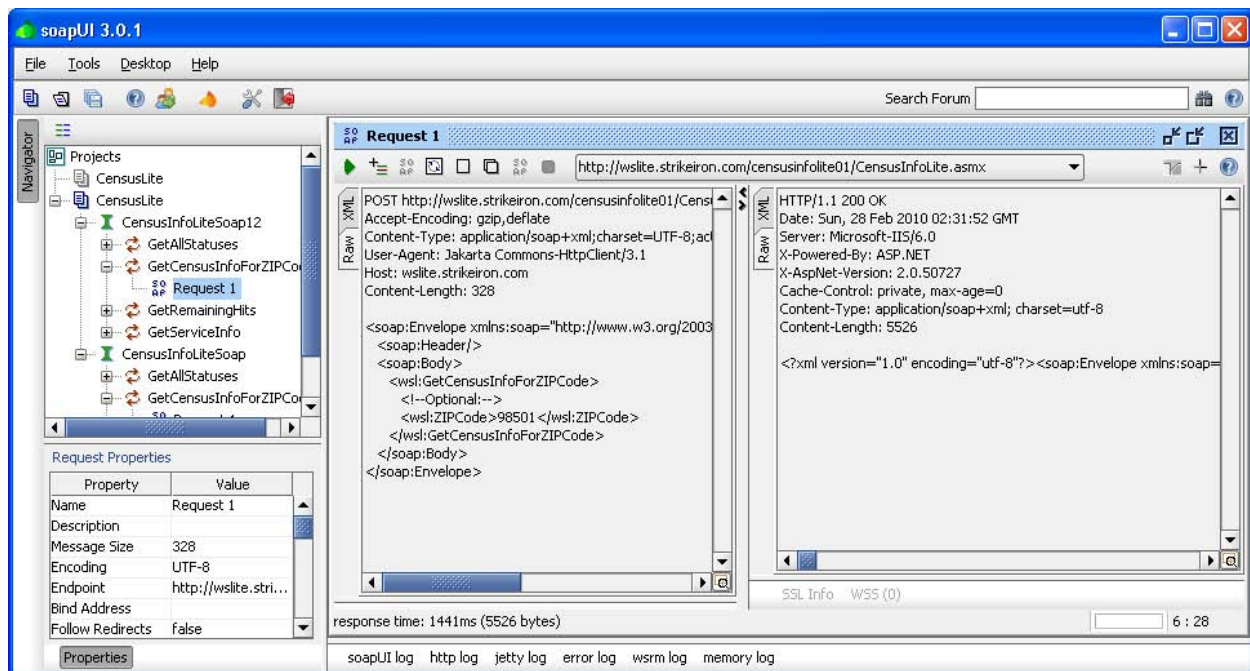 soapUI 3.0.1
File Tools Desktop Help
Search Forum
Navigator
Projects
CensusLite
CensusLite
CensusInfoLiteSoap12
GetAllStatuses
GetCensusInfoForZIPCo
Request 1
GetRemainingHits
GetServiceInfo
CensusInfoLiteSoap
GetAllStatuses
GetCensusInfoForZIPCo
Request Properties
Property Value
Name Request 1
Description
Message Size 328
Encoding UTF-8
Endpoint http://wslite.stri...
Bind Address
Follow Redirects false
Properties
SOAP Request 1
http://wslite.strikeiron.com/censusinfolite01/CensusInfoLite.asmx
XML
Raw
POST http://wslite.strikeiron.com/censusinfolite01/Censu
Accept-Encoding: gzip,deflate
Content-Type: application/soap+xml;charset=UTF-8;act
User-Agent: Jakarta Commons-HttpClient/3.1
Host: wslite.strikeiron.com
Content-Length: 328
<soap:Envelope xmlns:soap="http://www.w3.org/2003
<soap:Header/>
<soap:Body>
<wsl:GetCensusInfoForZIPCode>
<!--Optional:-->
<wsl:ZIPCode>98501</wsl:ZIPCode>
</wsl:GetCensusInfoForZIPCode>
</soap:Body>
</soap:Envelope>
XML
Raw
HTTP/1.1 200 OK
Date: Sun, 28 Feb 2010 02:31:52 GMT
Server: Microsoft-IIS/6.0
X-Powered-By: ASP.NET
X-AspNet-Version: 2.0.50727
Cache-Control: private, max-age=0
Content-Type: application/soap+xml; charset=utf-8
Content-Length: 5526
<?xml version="1.0" encoding="utf-8"?><soap:Envelope xmlns:soap=
SSL Info WSS (0)
response time: 1441ms (5526 bytes)
6 : 28
soapUI log http log jetty log error log wsrm log memory log